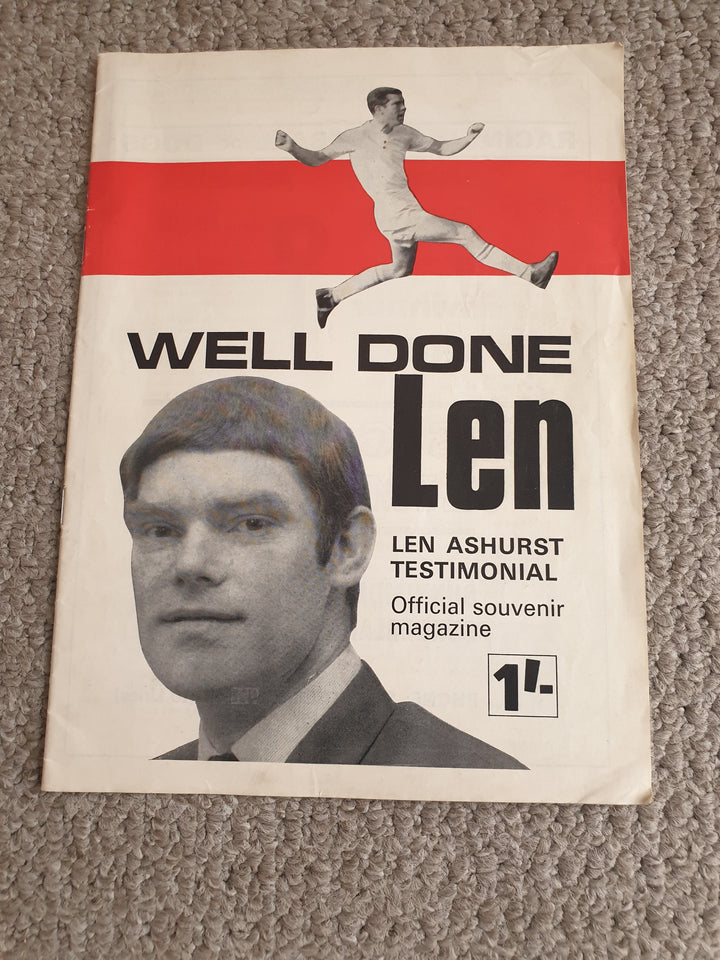 WELL DONE
Len
LEN ASHURST
TESTIMONIAL
Official souvenir
magazine
1/-